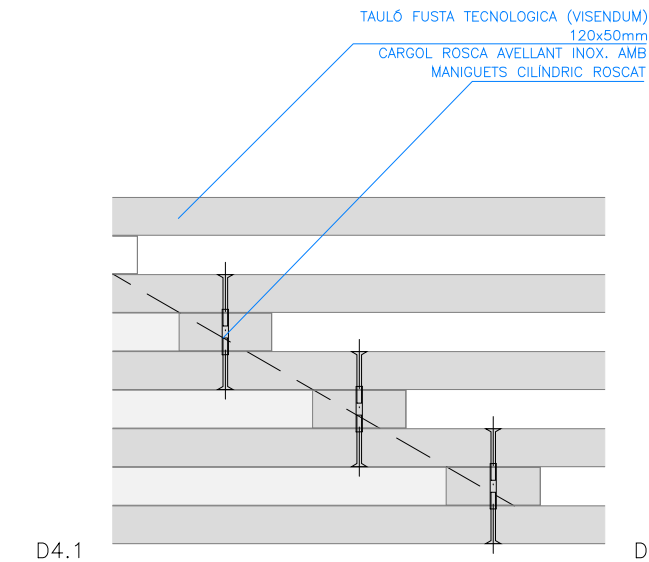 TAULÓ FUSTA TECNOLOGICA (VISENDUM)
120x50mm
CARGOL ROSCA AVELLANT INOX. AMB
MANIGUETS CILÍNDRIC ROSCAT
D4.1
D